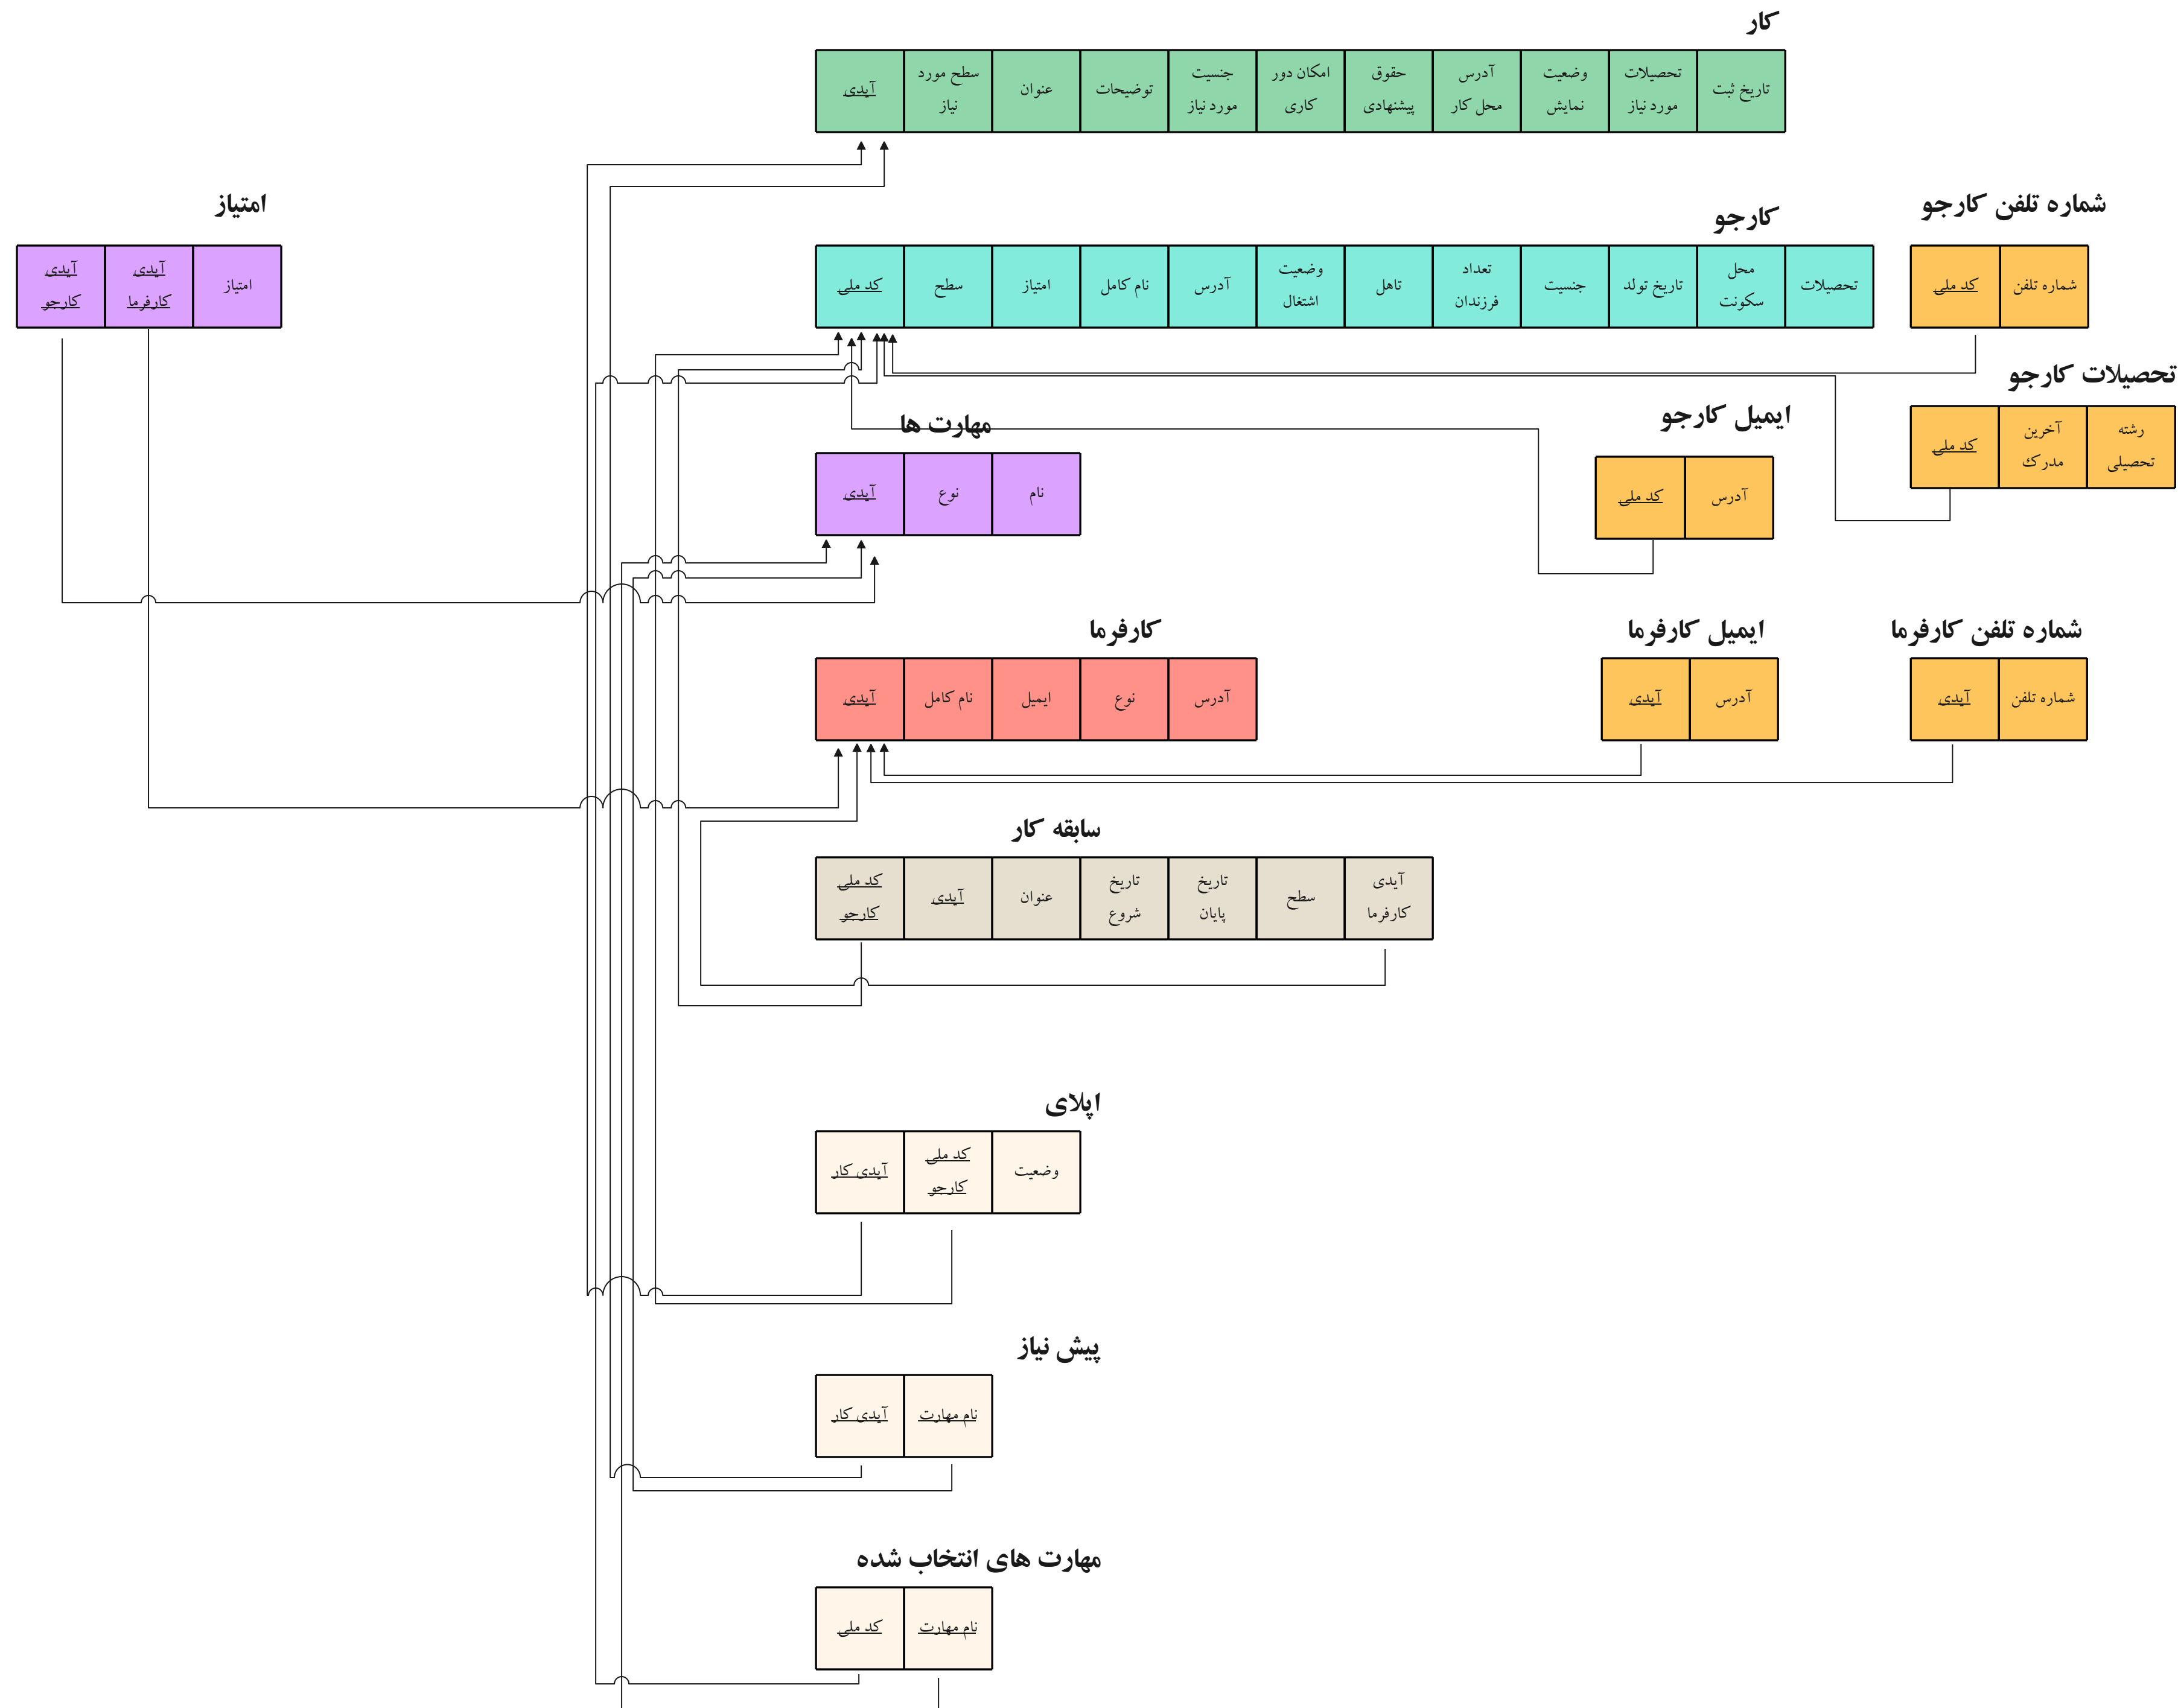 کار
آیدی
سطح مورد
نیاز
عنوان
توضیحات
جنسیت
مورد نیاز
امکان دور
کاری
حقوق
پیشنهادی
آدرس
محل کار
وضعیت
نمایش
تحصیلات
مورد نیاز
تاریخ ثبت
امتیاز
آیدی
کارجو
آیدی
کارفرما
امتیاز
کارجو
کد ملی
سطح
امتیاز
نام کامل
آدرس
وضعیت
اشتغال
تاهل
تعداد
فرزندان
جنسیت
تاریخ تولد
محل
سکونت
تحصیلات
شماره تلفن کارجو
کد ملی
شماره تلفن
تحصیلات کارجو
کد ملی
آخرین
مدرک
رشته
تحصیلی
مهارت ها
آیدی
نوع
نام
ایمیل کارجو
کد ملی
آدرس
کارفرما
آیدی
نام کامل
ایمیل
نوع
آدرس
ایمیل کارفرما
آیدی
آدرس
شماره تلفن کارفرما
آیدی
شماره تلفن
سابقه کار
کد ملی
کارجو
آیدی
عنوان
تاریخ
شروع
تاریخ
پایان
سطح
آیدی
کارفرما
اپلای
آیدی کار
کد ملی
کارجو
وضعیت
پیش نیاز
آیدی کار
نام مهارت
مهارت های انتخاب شده
کد ملی
نام مهارت